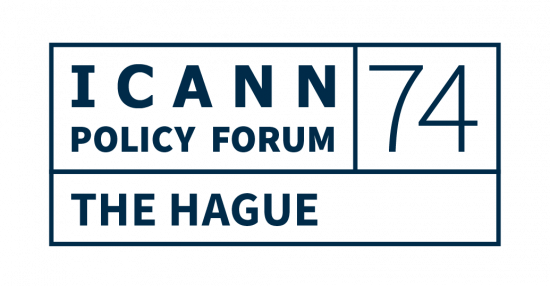 ICANN
POLICY FORUM
74
THE HAGUE